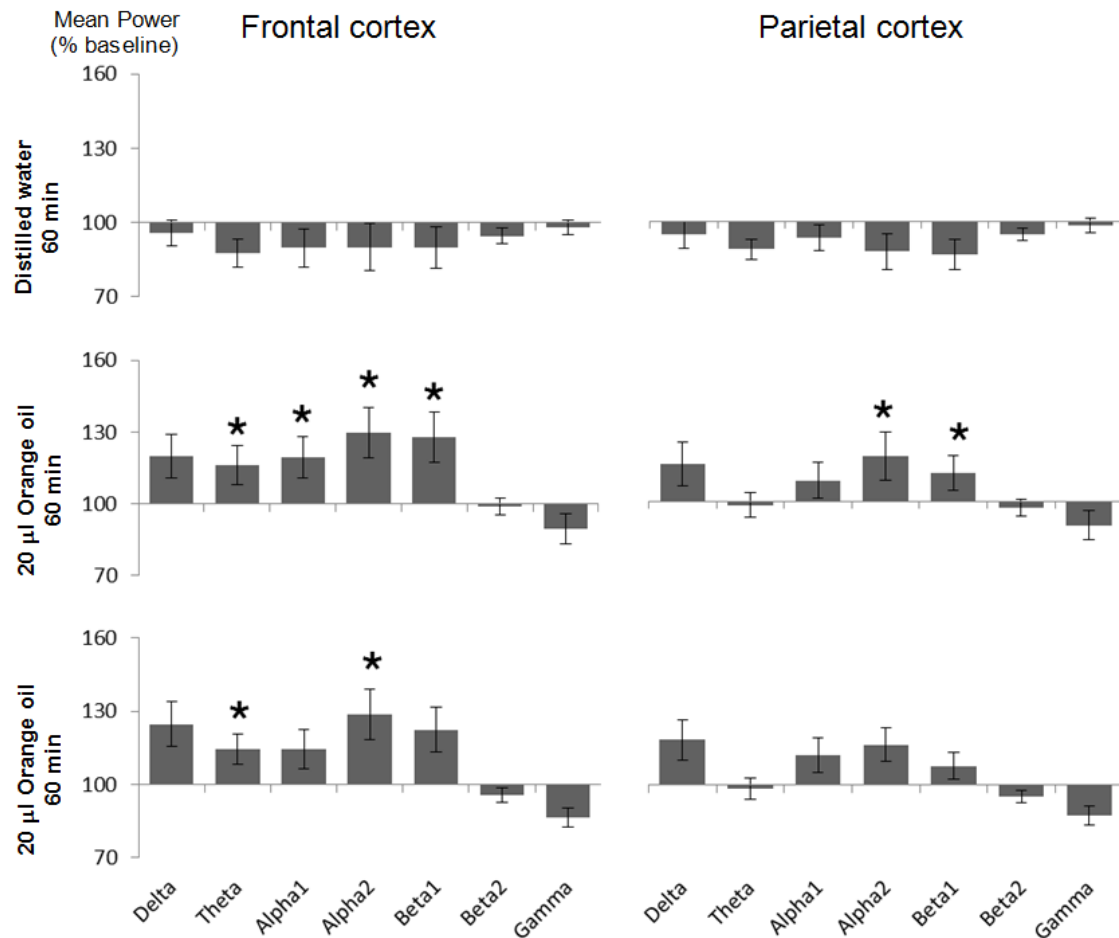 Mean Power
(% baseline)
Frontal cortex
Parietal cortex
Distilled water
60 min
160
130
100
70
20 µl Orange oil
60 min
160
130
100
70
* * * *
* *
20 µl Orange oil
60 min
160
130
100
70
* *
Delta
Theta
Alpha1
Alpha2
Beta1
Beta2
Gamma
Delta
Theta
Alpha1
Alpha2
Beta1
Beta2
Gamma